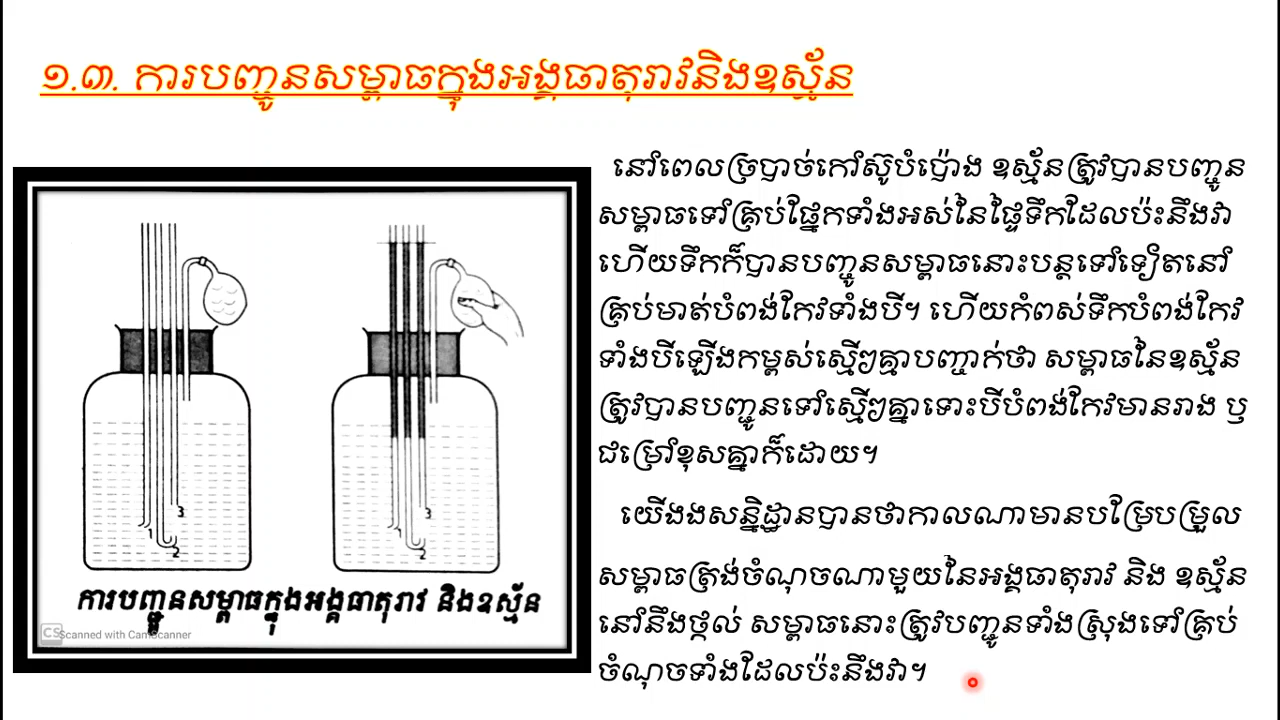 ១.៣. ការបញ្ជូនសម្ពាធក្នុងអង្គធាតុរាវនិងឧស្ម័ន
3
1
2
3
1
2
ការបញ្ជូនសម្ពាធក្នុងអង្គធាតុរាវ និងឧស្ម័ន
CS Scanned with CamScanner
នៅពេលច្របាច់កៅស៊ូបំប៉ោង ឧស្ម័នត្រូវបានបញ្ជូន
សម្ពាធទៅគ្រប់ផ្នែកទាំងអស់នៃផ្ទៃទឹកដែលប៉ះនឹងវា
ហើយទឹកក៏បានបញ្ជូនសម្ពាធនោះបន្តទៅទៀតនៅ
គ្រប់មាត់បំពង់កែវទាំងបី។ ហើយកំពស់ទឹកបំពង់កែវ
ទាំងបីឡើងកម្ពស់ស្មើៗគ្នាបញ្ចាក់ថា សម្ពាធនៃឧស្ម័ន
ត្រូវបានបញ្ជូនទៅស្មើៗគ្នាទោះបីបំពង់កែវមានរាង ឬ
ជម្រៅខុសគ្នាក៏ដោយ។
យើងងសន្និដ្ឋានបានថាកាលណាមានបម្រែបម្រួល
សម្ពាធត្រង់ចំណុចណាមួយនៃអង្គធាតុរាវ និង ឧស្ម័ន
នៅនឹងថ្កល់ សម្ពាធនោះត្រូវបញ្ជូនទាំងស្រុងទៅគ្រប់
ចំណុចទាំងដែលប៉ះនឹងវា។